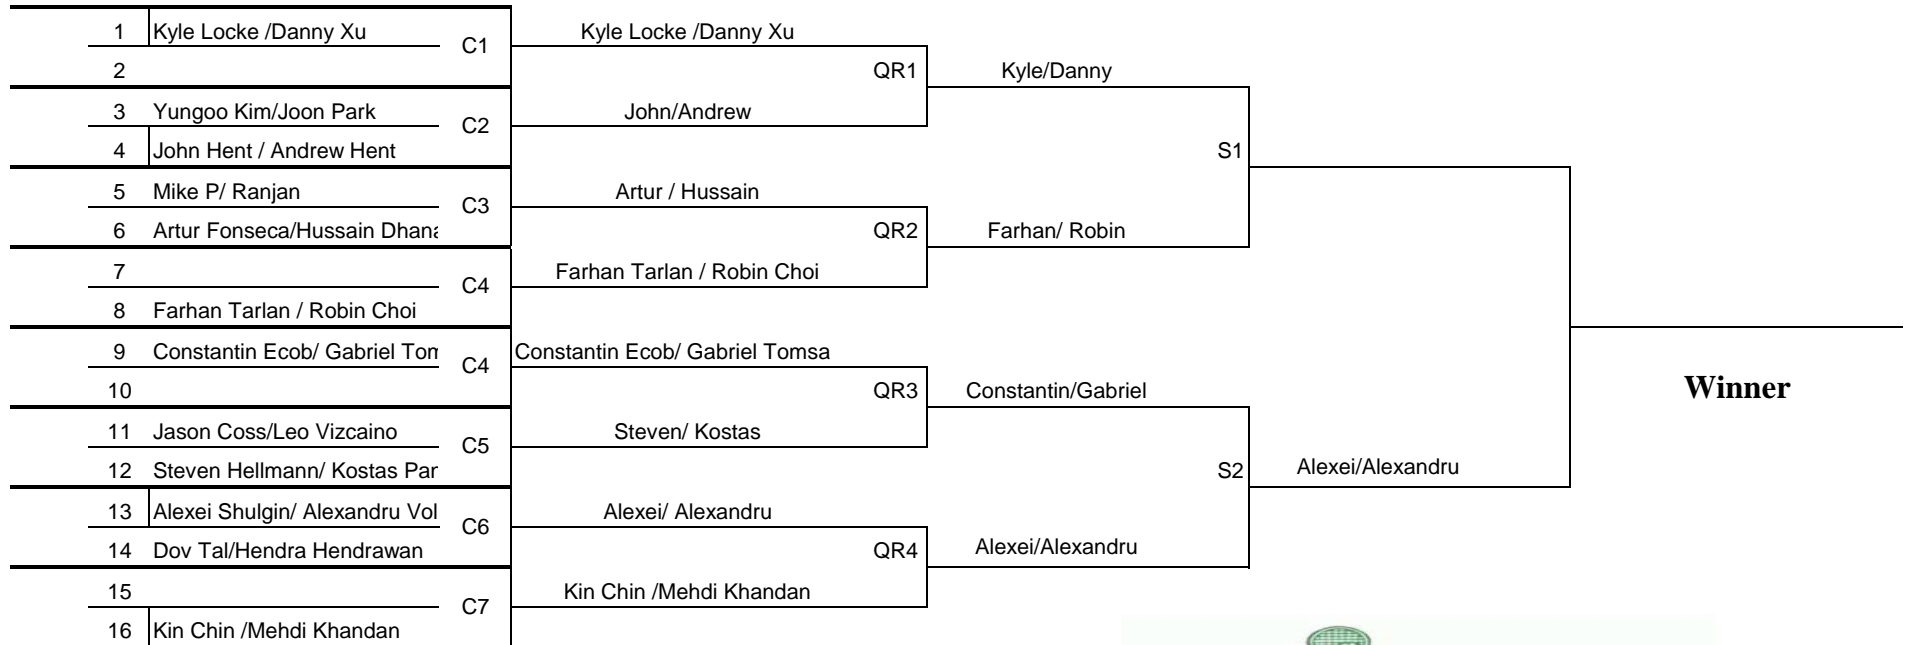 1 Kyle Locke /Danny Xu C1 Kyle Locke /Danny Xu
2 QR1 Kyle/Danny
3 Yungoo Kim/Joon Park C2 John/Andrew
4 John Hent / Andrew Hent S1
5 Mike P/ Ranjan C3 Artur / Hussain
6 Artur Fonseca/Hussain Dhana QR2 Farhan/ Robin
7 C4 Farhan Tarlan / Robin Choi
8 Farhan Tarlan / Robin Choi
9 Constantin Ecob/ Gabriel Tom C4 Constantin Ecob/ Gabriel Tomsa
10 QR3 Constantin/Gabriel Winner
11 Jason Coss/Leo Vizcaino C5 Steven/ Kostas
12 Steven Hellmann/ Kostas Par S2 Alexei/Alexandru
13 Alexei Shulgin/ Alexandru Vol C6 Alexei/ Alexandru
14 Dov Tal/Hendra Hendrawan QR4 Alexei/Alexandru
15 C7 Kin Chin /Mehdi Khandan
16 Kin Chin /Mehdi Khandan